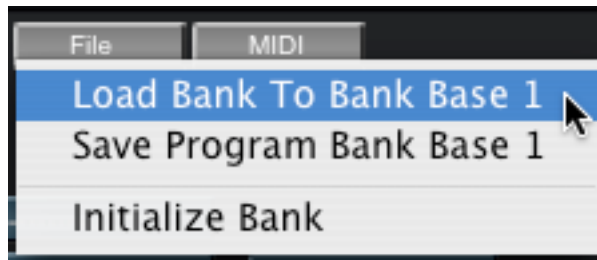 File MIDI
Load Bank To Bank Base 1
Save Program Bank Base 1
Initialize Bank